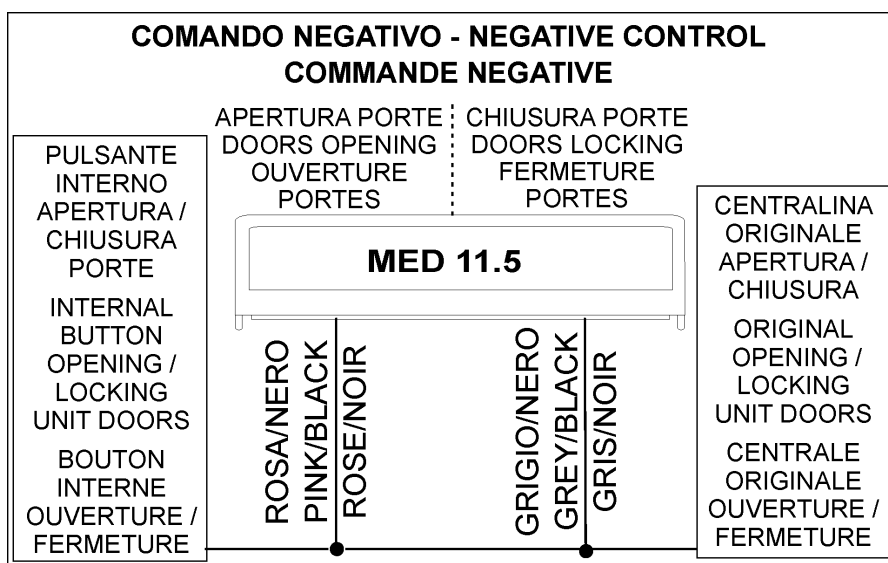 COMANDO NEGATIVO - NEGATIVE CONTROL
COMMANDE NEGATIVE
PULSANTE
INTERNO
APERTURA /
CHIUSURA
PORTE
INTERNAL
BUTTON
OPENING /
LOCKING
UNIT DOORS
BOUTON
INTERNE
OUVERTURE /
FERMETURE
APERTURA PORTE
DOORS OPENING
OUVERTURE
PORTES
CHIUSURA PORTE
DOORS LOCKING
FERMETURE
PORTES
MED 11.5
ROSA/NERO
PINK/BLACK
ROSE/NOIR
GRIGIO/NERO
GREY/BLACK
GRIS/NOIR
CENTRALINA
ORIGINALE
APERTURA /
CHIUSURA
ORIGINAL
OPENING /
LOCKING
UNIT DOORS
CENTRALE
ORIGINALE
OUVERTURE /
FERMETURE